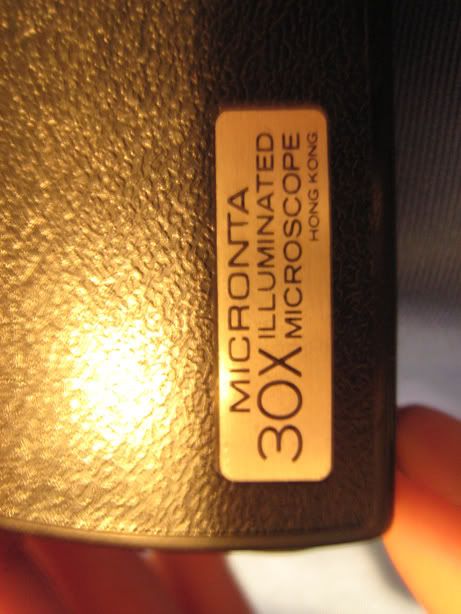 MICRONTA
30X ILLUMINATED
MICROSCOPE
HONG KONG